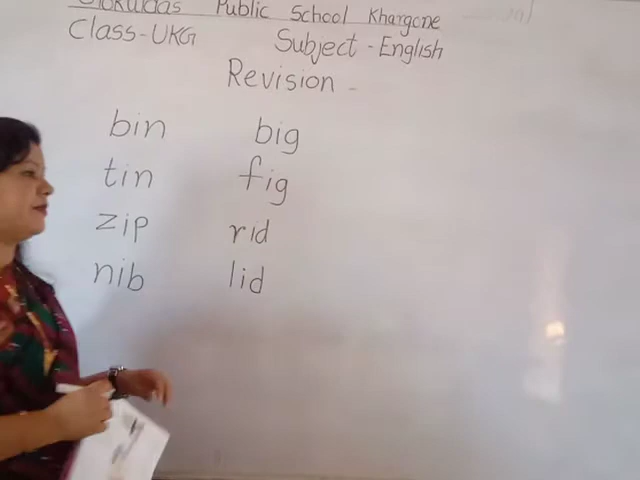 Public School Khargone
Class-UKG Subject - English
Revision -
bin big
tin fig
zip rid
nib lid